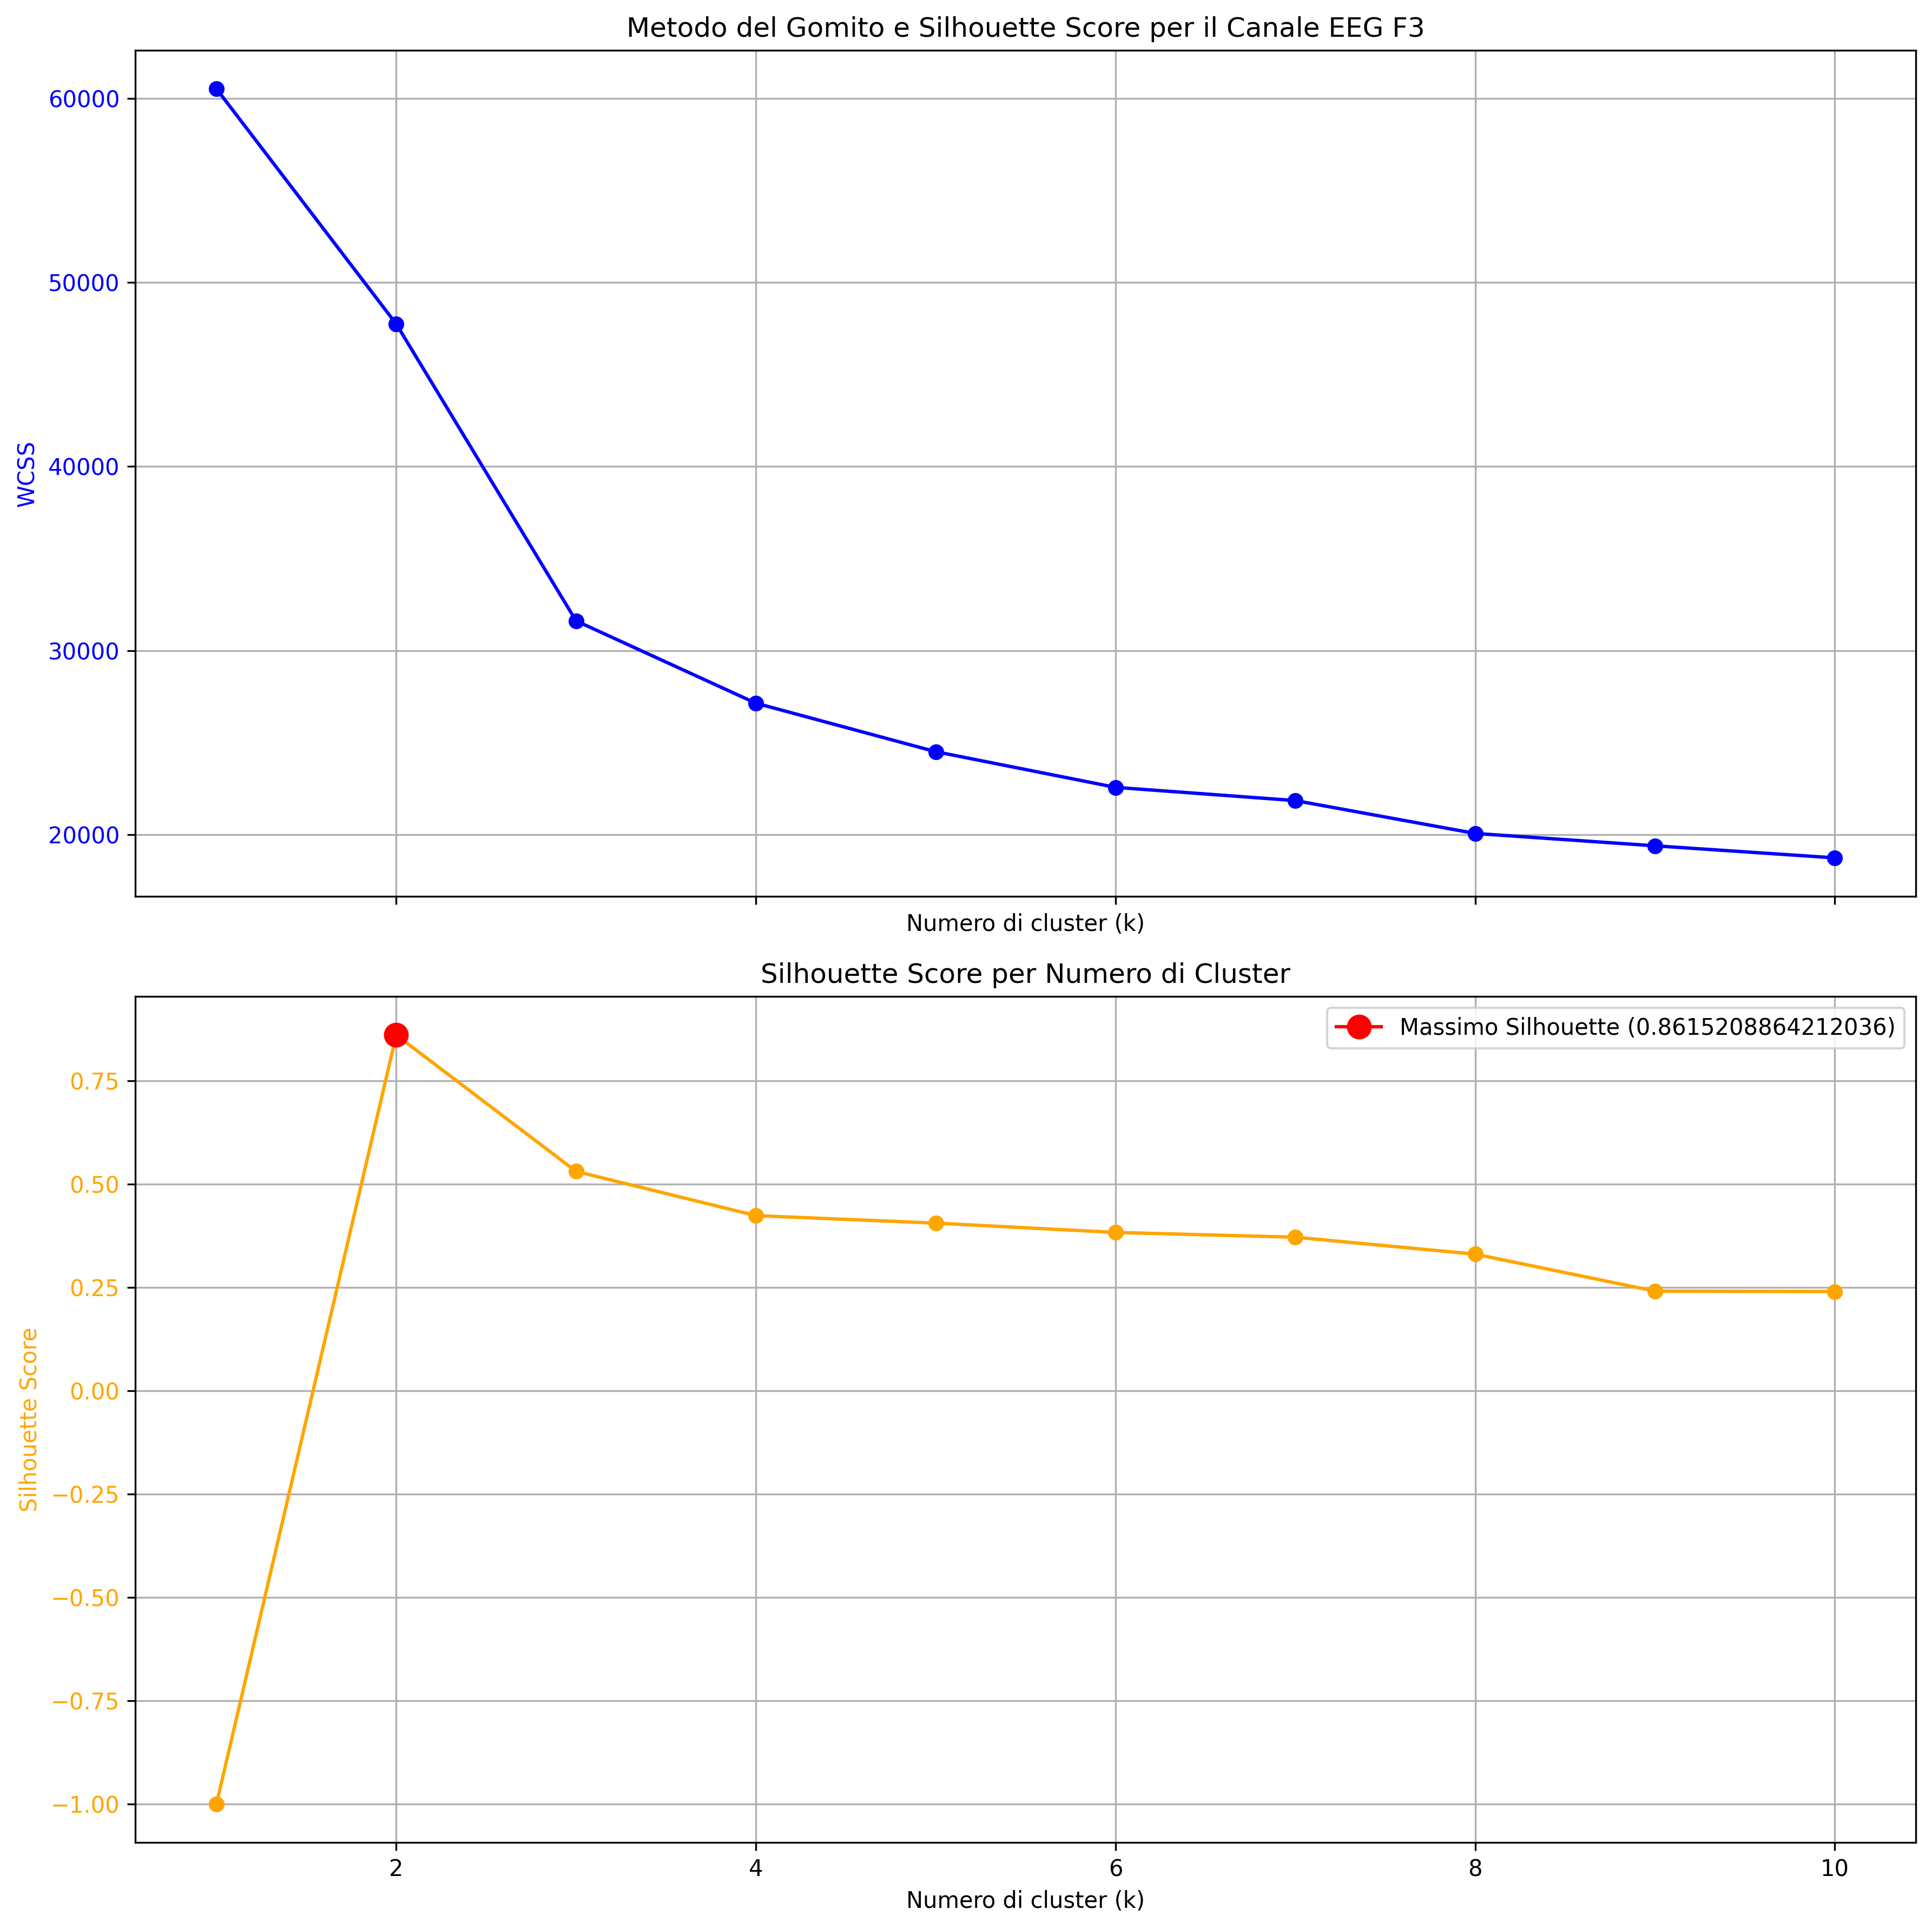 Metodo del Gomito e Silhouette Score per il Canale EEG F3
60000
50000
40000
30000
20000
WCSS
Numero di cluster (k)
Silhouette Score per Numero di Cluster
Massimo Silhouette (0.8615208864212036)
0.75
0.50
0.25
0.00
−0.25
−0.50
−0.75
−1.00
Silhouette Score
2 4 6 8 10
Numero di cluster (k)